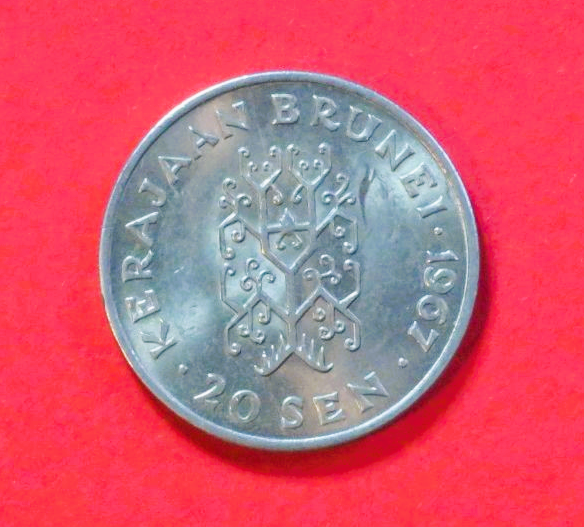 KERAJAAN BRUNEI · 1967 ·
20 SEN ·